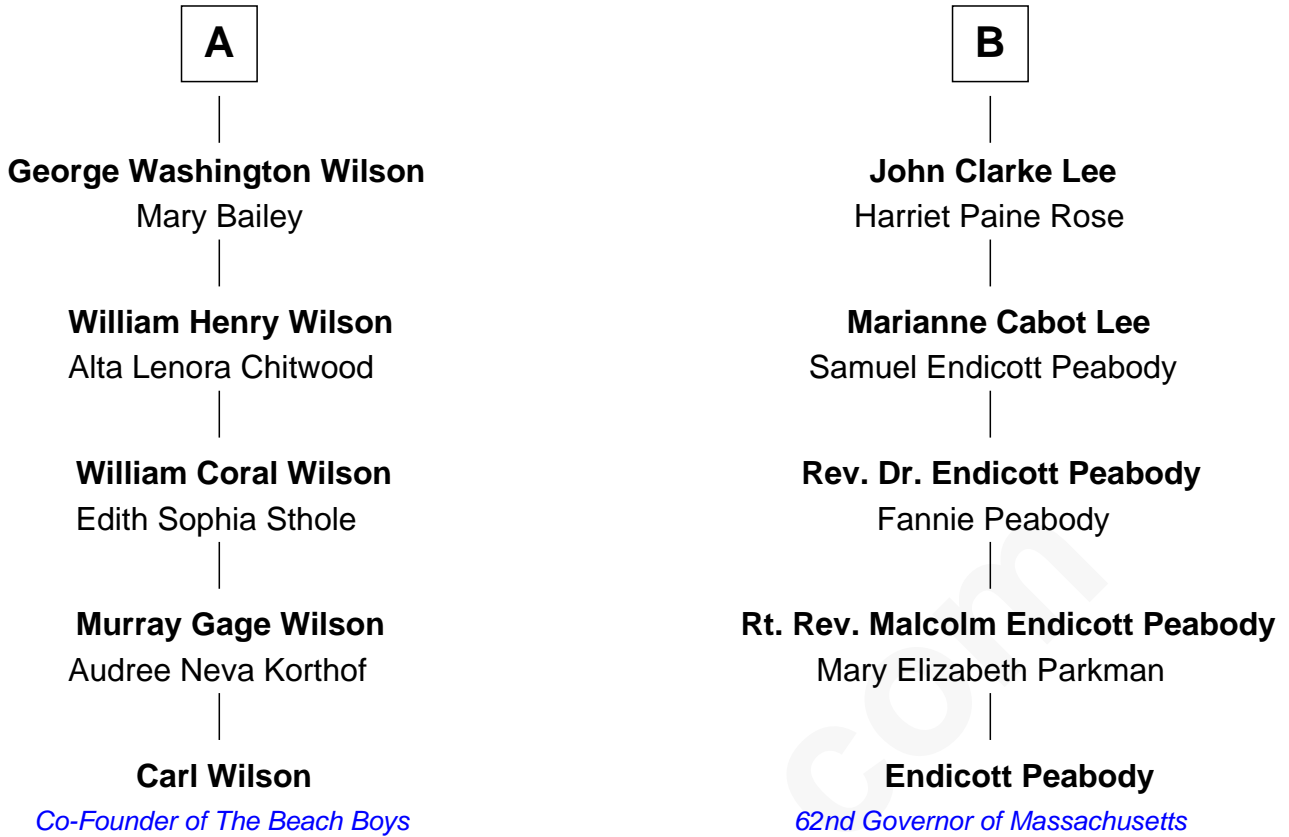 A
George Washington Wilson
Mary Bailey
William Henry Wilson
Alta Lenora Chitwood
William Coral Wilson
Edith Sophia Sthole
Murray Gage Wilson
Audree Neva Korthof
Carl Wilson
Co-Founder of The Beach Boys
B
John Clarke Lee
Harriet Paine Rose
Marianne Cabot Lee
Samuel Endicott Peabody
Rev. Dr. Endicott Peabody
Fannie Peabody
Rt. Rev. Malcolm Endicott Peabody
Mary Elizabeth Parkman
Endicott Peabody
62nd Governor of Massachusetts
com